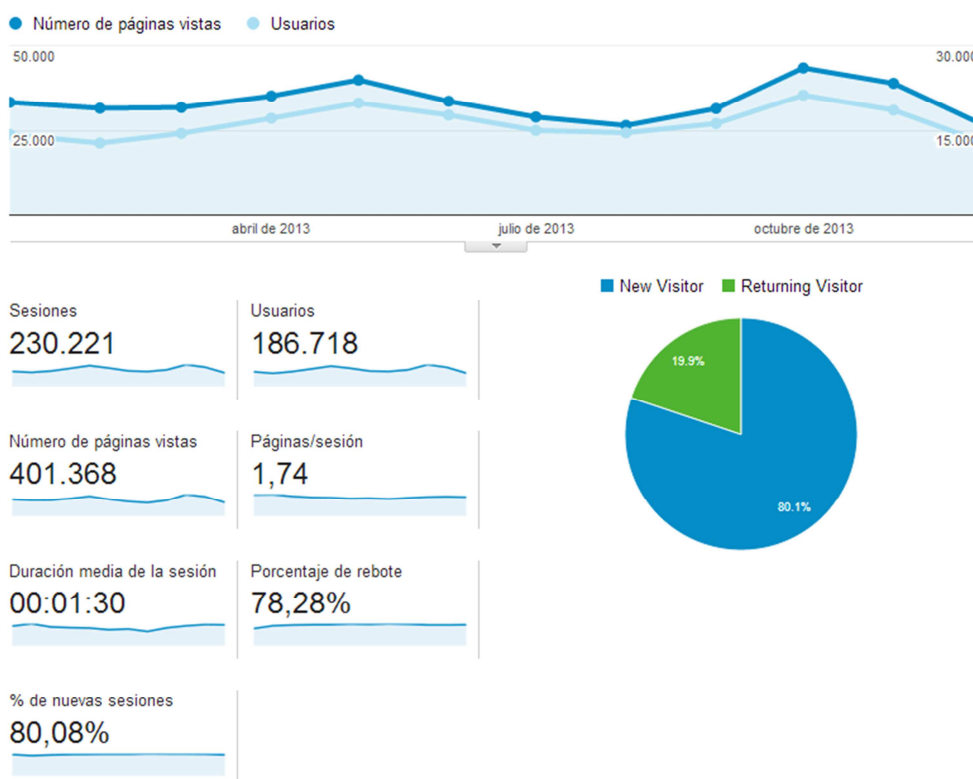 Número de páginas vistas Usuarios
50.000 30.000
25.000 15.000
abril de 2013 julio de 2013 octubre de 2013
New Visitor Returning Visitor
Sesiones
230.221
Usuarios
186.718
19.9%
80.1%
Número de páginas vistas
401.368
Páginas/sesión
1,74
Duración media de la sesión
00:01:30
Porcentaje de rebote
78,28%
% de nuevas sesiones
80,08%